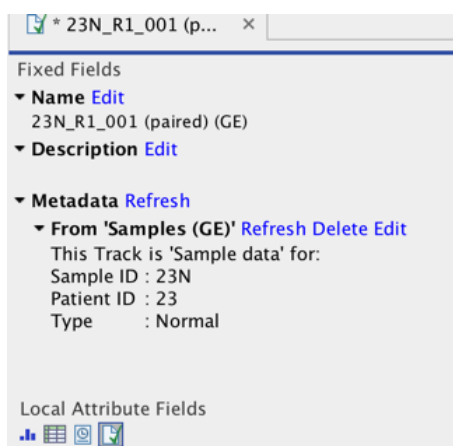 * 23N_R1_001 (p...
Fixed Fields
Name Edit
23N_R1_001 (paired) (GE)
Description Edit
Metadata Refresh
From 'Samples (GE)' Refresh Delete Edit
This Track is 'Sample data' for:
Sample ID : 23N
Patient ID : 23
Type : Normal
Local Attribute Fields